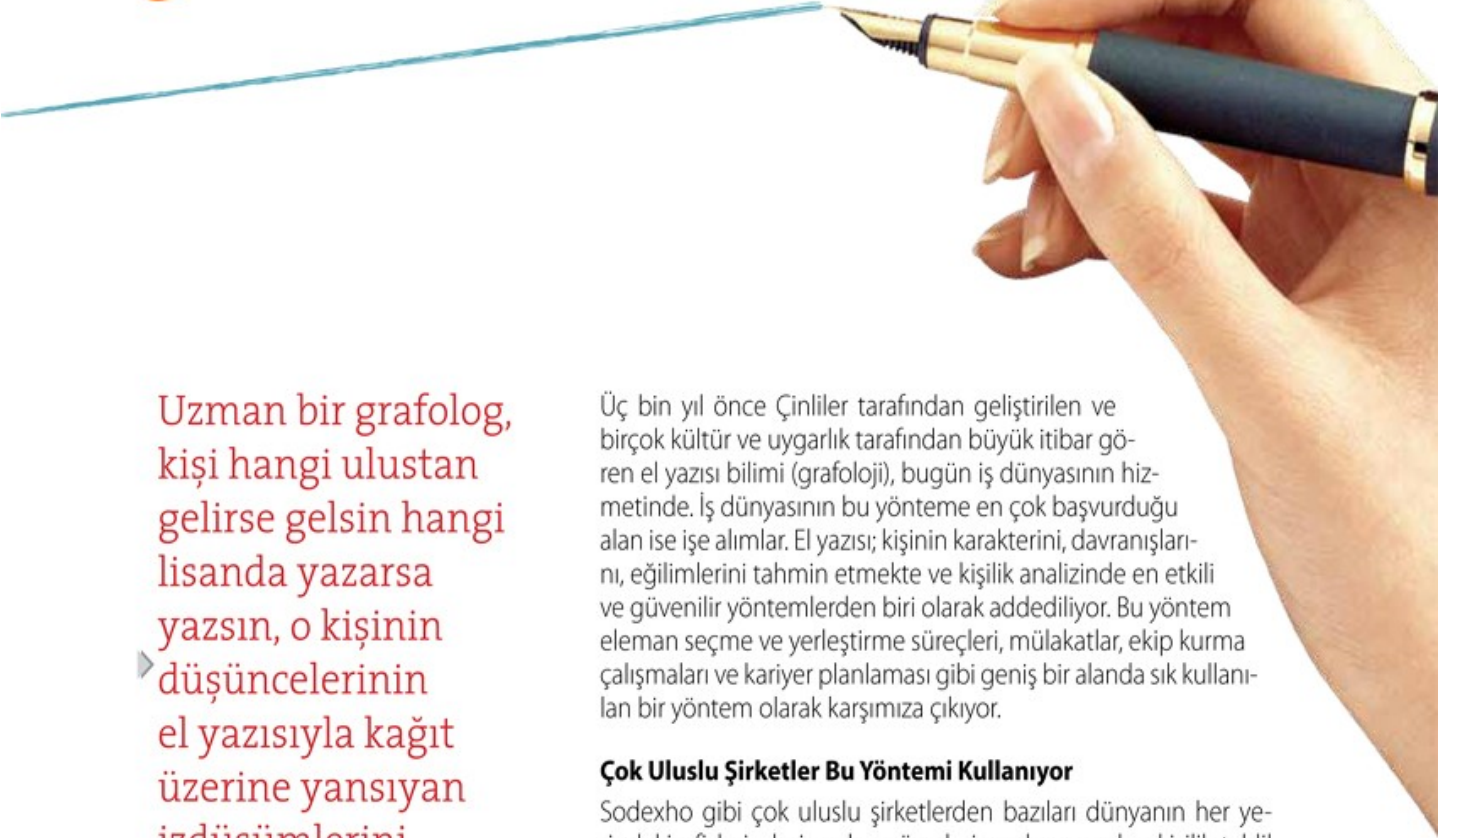 Uzman bir grafolog,
kişi hangi ulustan
gelirse gelsin hangi
lisanda yazarsa
yazsın, o kişinin
düşüncelerinin
el yazısıyla kağıt
üzerine yansıyan
izdüşümlerini
Üç bin yıl önce Çinliler tarafından geliştirilen ve
birçok kültür ve uygarlık tarafından büyük itibar gö-
ren el yazısı bilimi (grafoloji), bugün iş dünyasının hiz-
metinde. İş dünyasının bu yönteme en çok başvurduğu
alan ise işe alımlar. El yazısı; kişinin karakterini, davranışları-
nı, eğilimlerini tahmin etmekte ve kişilik analizinde en etkili
ve güvenilir yöntemlerden biri olarak addediliyor. Bu yöntem
eleman seçme ve yerleştirme süreçleri, mülakatlar, ekip kurma
çalışmaları ve kariyer planlaması gibi geniş bir alanda sık kullanı-
lan bir yöntem olarak karşımıza çıkıyor.
Çok Uluslu Şirketler Bu Yöntemi Kullanıyor
Sodexho gibi çok uluslu şirketlerden bazıları dünyanın her ye-